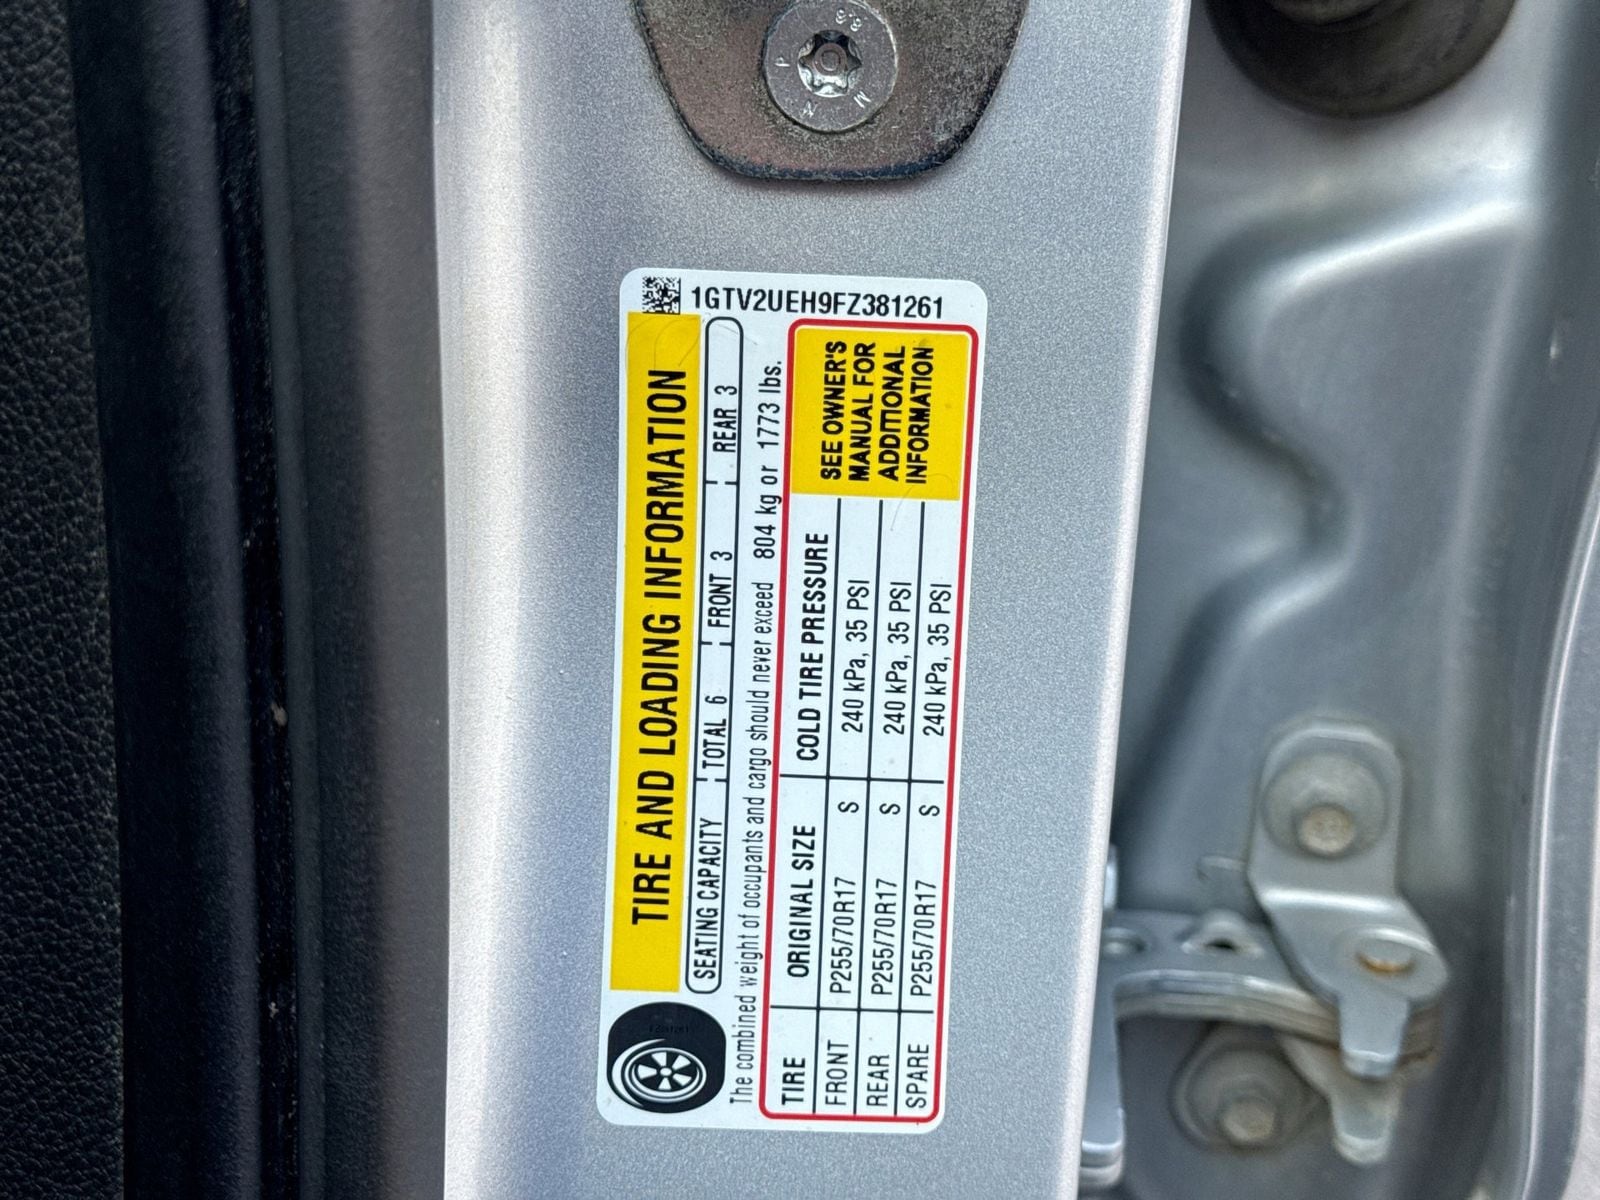 1GTV2UEH9FZ381261
TIRE AND LOADING INFORMATION
SEATING CAPACITY TOTAL 6 FRONT 3 REAR 3
The combined weight of occupants and cargo should never exceed 804 kg or 1773 lbs.
TIRE ORIGINAL SIZE COLD TIRE PRESSURE
FRONT P255/70R17 S 240 kPa, 35 PSI
REAR P255/70R17 S 240 kPa, 35 PSI
SPARE P255/70R17 S 240 kPa, 35 PSI
SEE OWNER'S
MANUAL FOR
ADDITIONAL
INFORMATION
8.8
P
N
M